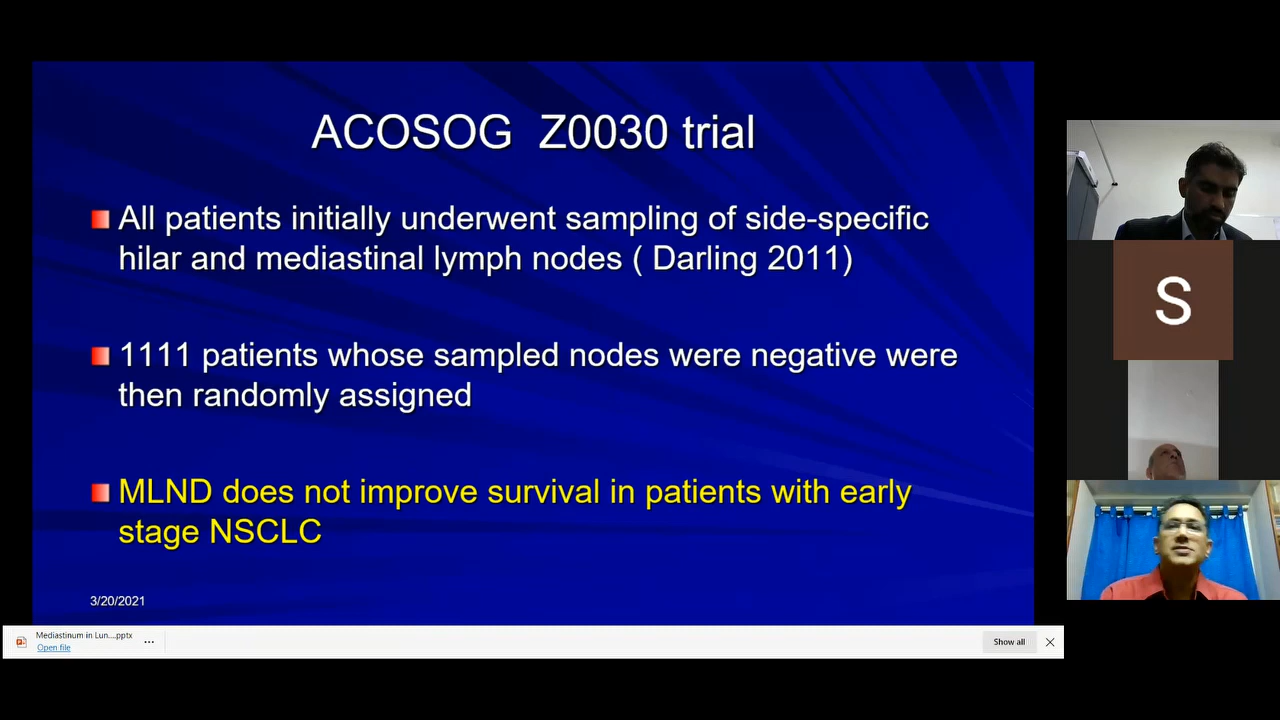 ACOSOG Z0030 trial
All patients initially underwent sampling of side-specific
hilar and mediastinal lymph nodes ( Darling 2011)
1111 patients whose sampled nodes were negative were
then randomly assigned
MLND does not improve survival in patients with early
stage NSCLC
3/20/2021
Mediastinum in Lun....pptx
Open file
Show all
S